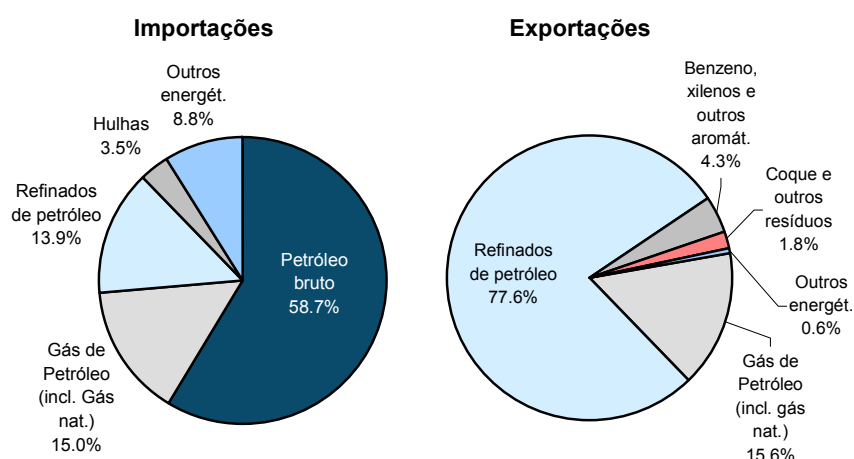 Importações
Outros
energét.
8.8%
Hulhas
3.5%
Refinados
de petróleo
13.9%
Petróleo
bruto
58.7%
Gás de
Petróleo
(incl. Gás
nat.)
15.0%
Exportações
Benzeno,
xilenos e
outros
aromát.
4.3%
Coque e
outros
resíduos
1.8%
Refinados
de petróleo
77.6%
Outros
energét.
0.6%
Gás de
Petróleo
(incl. gás
nat.)
15.6%